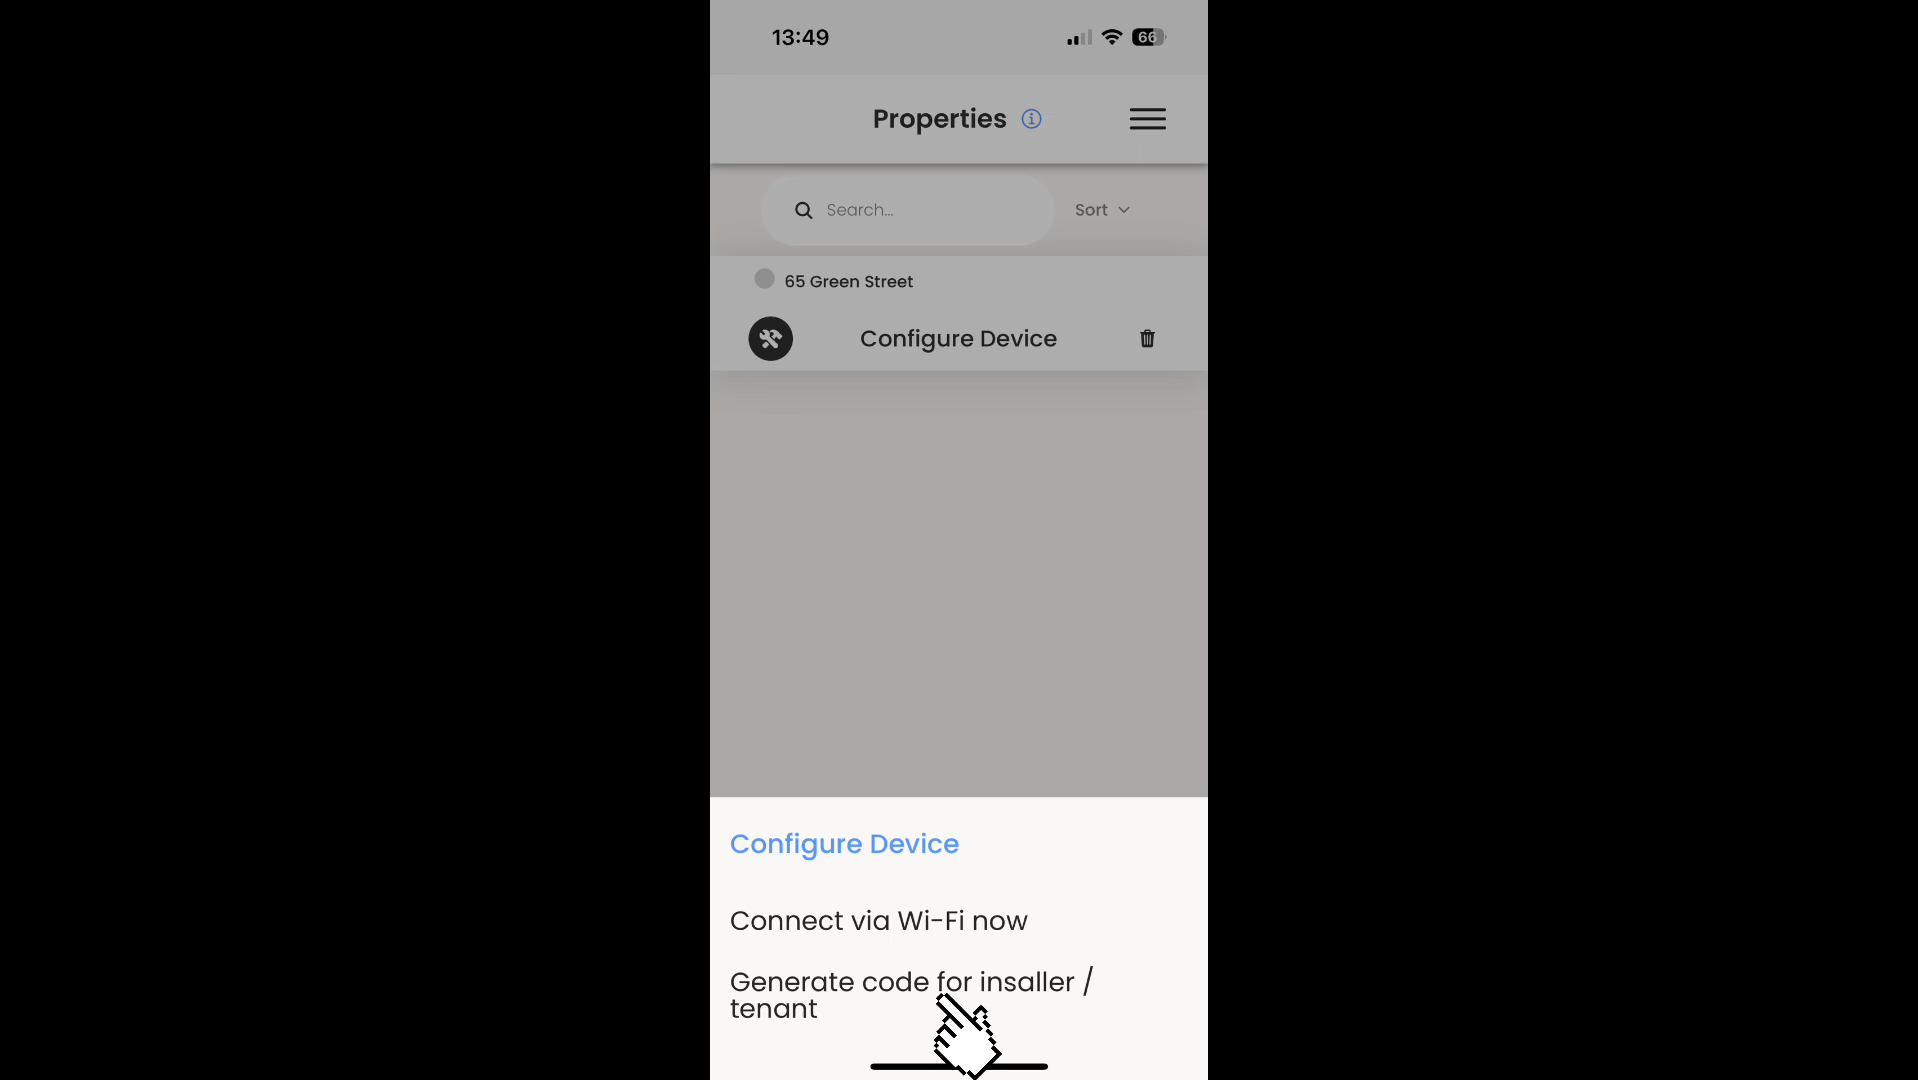 13:49
66
Properties
Search...
Sort
65 Green Street
Configure Device
Configure Device
Connect via Wi-Fi now
Generate code for insaller /
tenant